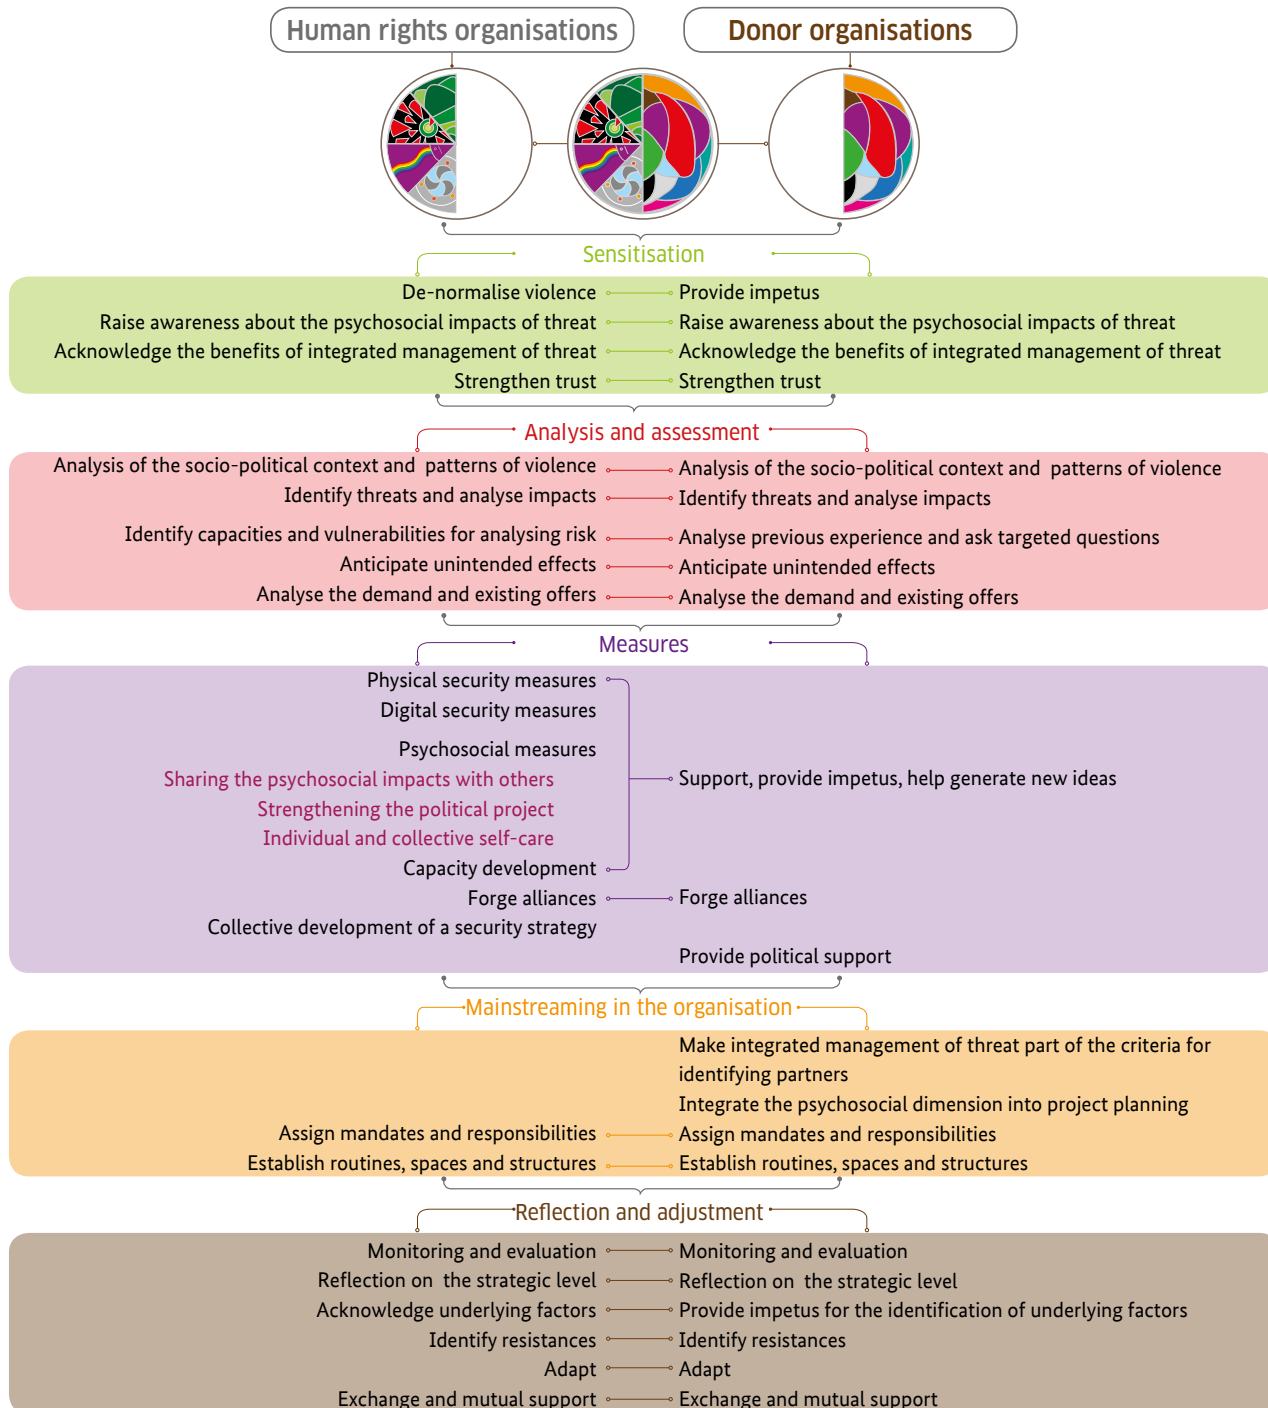 Human rights organisations
Donor organisations
Sensitisation
De-normalise violence
Provide impetus
Raise awareness about the psychosocial impacts of threat
Raise awareness about the psychosocial impacts of threat
Acknowledge the benefits of integrated management of threat
Acknowledge the benefits of integrated management of threat
Strengthen trust
Strengthen trust
Analysis and assessment
Analysis of the socio-political context and patterns of violence
Analysis of the socio-political context and patterns of violence
Identify threats and analyse impacts
Identify threats and analyse impacts
Identify capacities and vulnerabilities for analysing risk
Analyse previous experience and ask targeted questions
Anticipate unintended effects
Anticipate unintended effects
Analyse the demand and existing offers
Analyse the demand and existing offers
Measures
Physical security measures
Digital security measures
Psychosocial measures
Sharing the psychosocial impacts with others
Support, provide impetus, help generate new ideas
Strengthening the political project
Individual and collective self-care
Capacity development
Forge alliances
Forge alliances
Collective development of a security strategy
Provide political support
Mainstreaming in the organisation
Make integrated management of threat part of the criteria for
identifying partners
Integrate the psychosocial dimension into project planning
Assign mandates and responsibilities
Assign mandates and responsibilities
Establish routines, spaces and structures
Establish routines, spaces and structures
Reflection and adjustment
Monitoring and evaluation
Monitoring and evaluation
Reflection on the strategic level
Reflection on the strategic level
Acknowledge underlying factors
Provide impetus for the identification of underlying factors
Identify resistances
Identify resistances
Adapt
Adapt
Exchange and mutual support
Exchange and mutual support